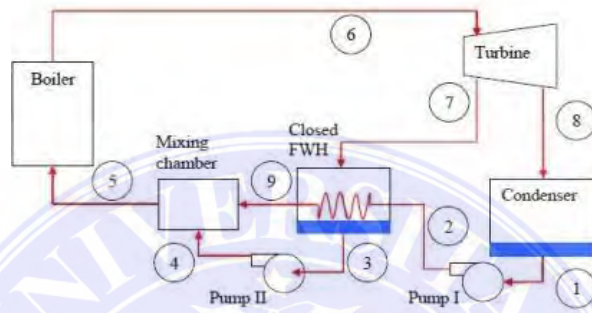 6
Turbine
Boiler
7
8
Mixing
chamber
Closed
FWH
5
9
Condenser
2
4
3
1
Pump II
Pump I
UNIVERSITA